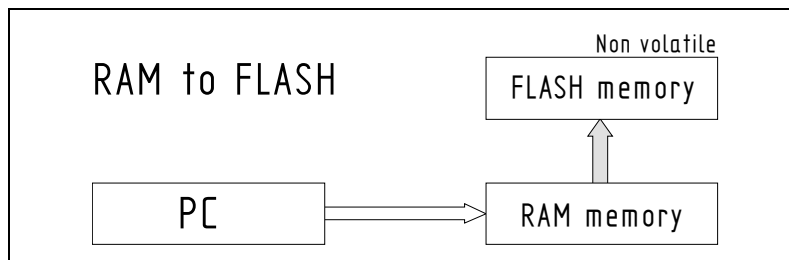 Non volatile
RAM to FLASH
FLASH memory
PC
RAM memory